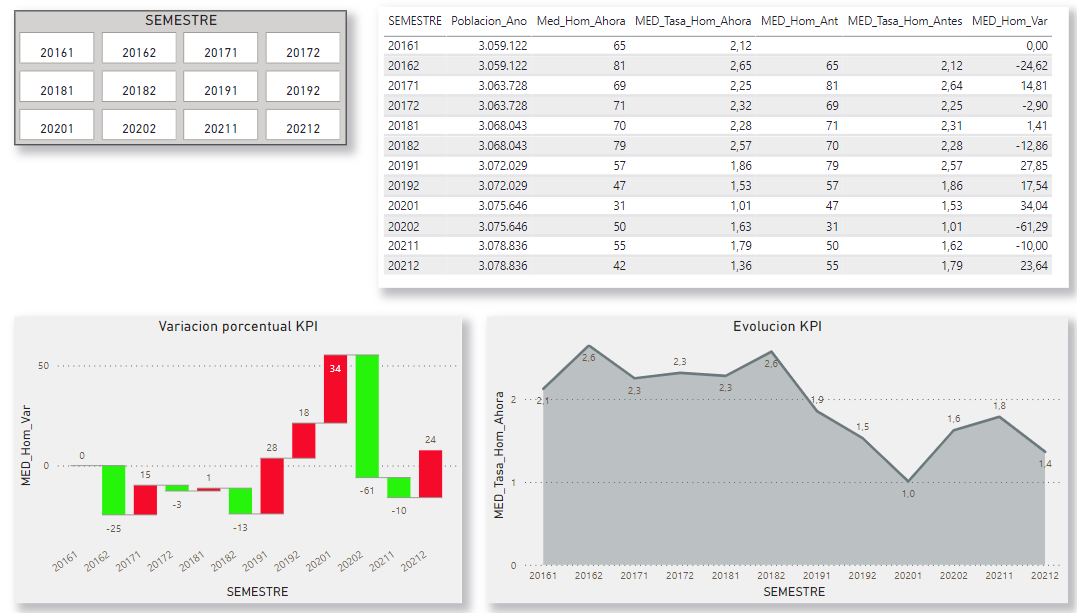 SEMESTRE
20161 20162 20171 20172
20181 20182 20191 20192
20201 20202 20211 20212
SEMESTRE Poblacion_Ano Med_Hom_Ahora MED_Tasa_Hom_Ahora MED_Hom_Ant MED_Tasa_Hom_Antes MED_Hom_Var
20161 3.059.122 65 2,12 0,00
20162 3.059.122 81 2,65 65 2,12 -24,62
20171 3.063.728 69 2,25 81 2,64 14,81
20172 3.063.728 71 2,32 69 2,25 -2,90
20181 3.068.043 70 2,28 71 2,31 1,41
20182 3.068.043 79 2,57 70 2,28 -12,86
20191 3.072.029 57 1,86 79 2,57 27,85
20192 3.072.029 47 1,53 57 1,86 17,54
20201 3.075.646 31 1,01 47 1,53 34,04
20202 3.075.646 50 1,63 31 1,01 -61,29
20211 3.078.836 55 1,79 50 1,62 -10,00
20212 3.078.836 42 1,36 55 1,79 23,64
Variacion porcentual KPI
MED_Hom_Var
50
0
0
-25
15
-3
1
-13
28
18
34
-61
-10
24
20161 20162 20171 20172 20181 20182 20191 20192 20201 20202 20211 20212
SEMESTRE
Evolucion KPI
MED_Tasa_Hom_Ahora
2
1
0
2,1
2,6
2,3
2,3
2,3
2,6
1,9
1,5
1,0
1,6
1,8
1,4
20161 20162 20171 20172 20181 20182 20191 20192 20201 20202 20211 20212
SEMESTRE